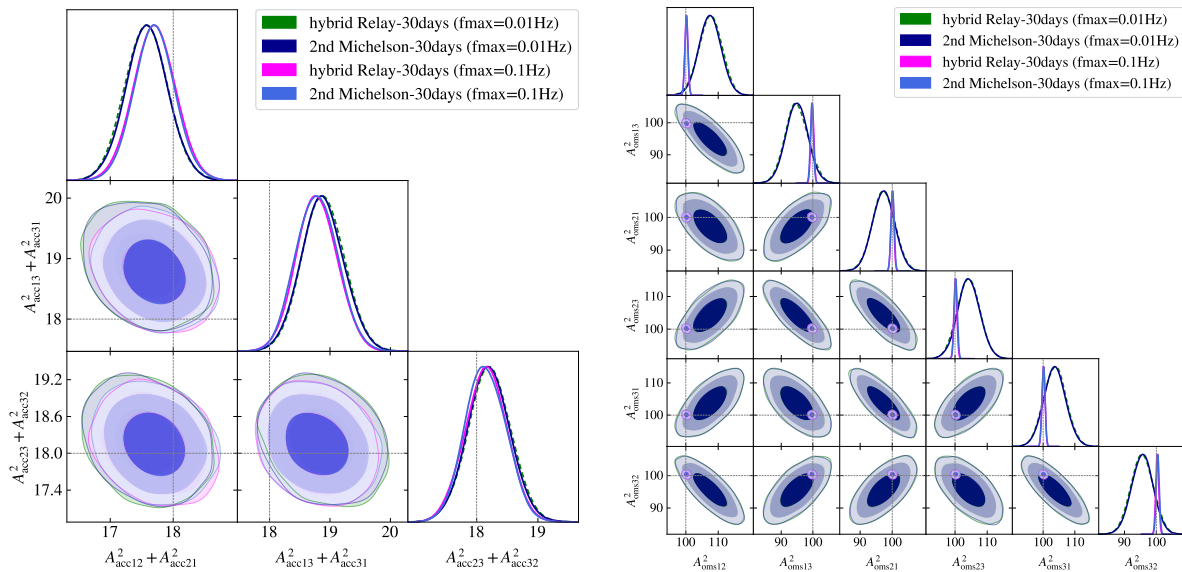 hybrid Relay-30days (fmax=0.01Hz)
2nd Michelson-30days (fmax=0.01Hz)
hybrid Relay-30days (fmax=0.1Hz)
2nd Michelson-30days (fmax=0.1Hz)
20
19
18
A²acc13 + A²acc31
19.2
18.6
18.0
17.4
A²acc23 + A²acc32
17 18
18 19 20
18 19
A²acc12 + A²acc21
A²acc13 + A²acc31
A²acc23 + A²acc32
hybrid Relay-30days (fmax=0.01Hz)
2nd Michelson-30days (fmax=0.01Hz)
hybrid Relay-30days (fmax=0.1Hz)
2nd Michelson-30days (fmax=0.1Hz)
100
90
A²oms13
100
90
A²oms21
110
100
A²oms23
110
100
A²oms31
100
90
A²oms32
100 110
90 100
90 100
100 110
100 110
90 100
A²oms12
A²oms13
A²oms21
A²oms23
A²oms31
A²oms32